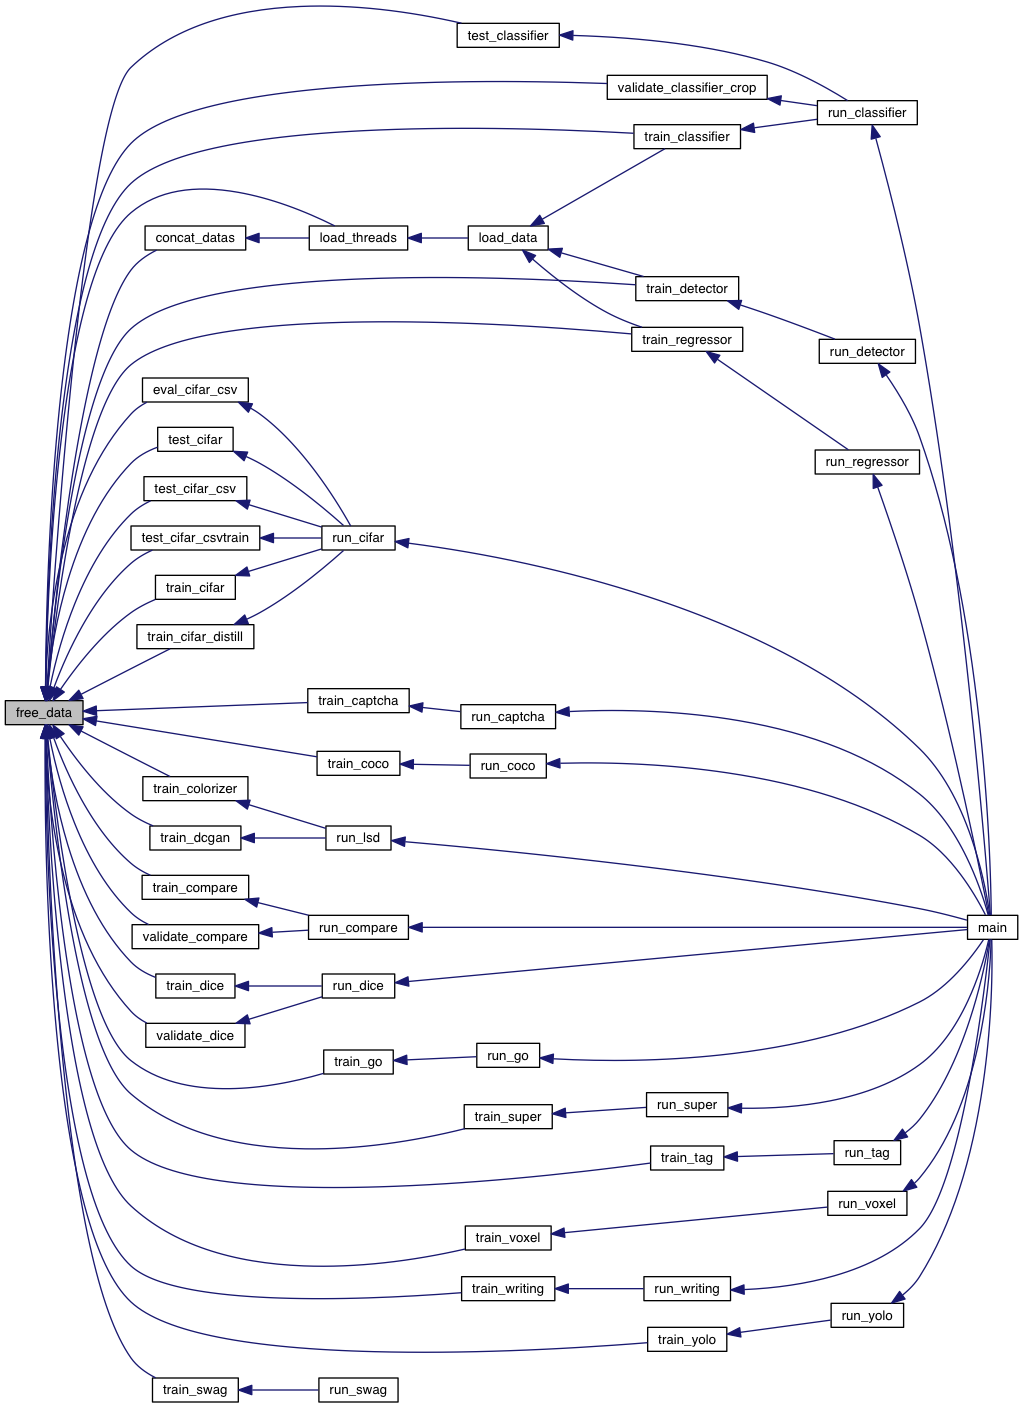 test_classifier
validate_classifier_crop
run_classifier
train_classifier
concat_datas
load_threads
load_data
train_detector
train_regressor
run_detector
eval_cifar_csv
test_cifar
run_regressor
test_cifar_csv
test_cifar_csvtrain
run_cifar
train_cifar
train_cifar_distill
free_data
train_captcha
run_captcha
train_coco
run_coco
train_colorizer
train_dcgan
run_lsd
train_compare
run_compare
main
validate_compare
train_dice
run_dice
validate_dice
train_go
run_go
train_super
run_super
train_tag
run_tag
run_voxel
train_voxel
train_writing
run_writing
run_yolo
train_yolo
train_swag
run_swag